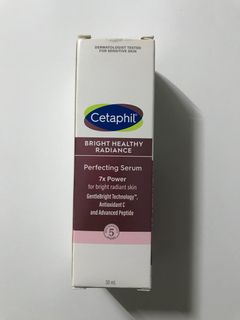 DERMATOLOGIST TESTED
FOR SENSITIVE SKIN
Cetaphil®
BRIGHT HEALTHY
RADIANCE
Perfecting Serum
7x Power
for bright radiant skin
GentleBright Technology™,
Antioxidant C
and Advanced Peptide
5
30 ml